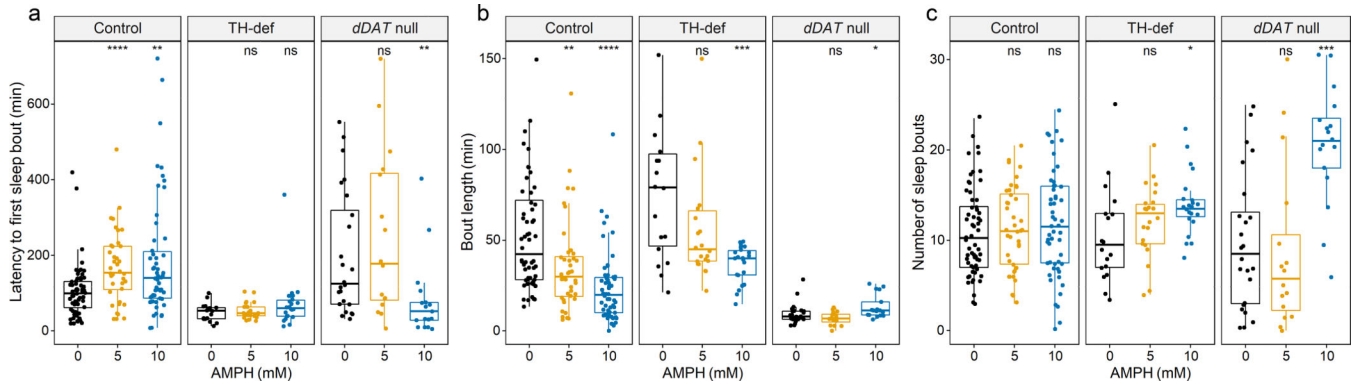 a
Control TH-def dDAT null
**** ** ns ns ns **
Latency to first sleep bout (min)
600
400
200
0
0 5 10 0 5 10 0 5 10
AMPH (mM)
b
Control TH-def dDAT null
** **** ns *** ns *
Bout length (min)
150
100
50
0
0 5 10 0 5 10 0 5 10
AMPH (mM)
c
Control TH-def dDAT null
ns ns ns * ns ***
Number of sleep bouts
30
20
10
0
0 5 10 0 5 10 0 5 10
AMPH (mM)